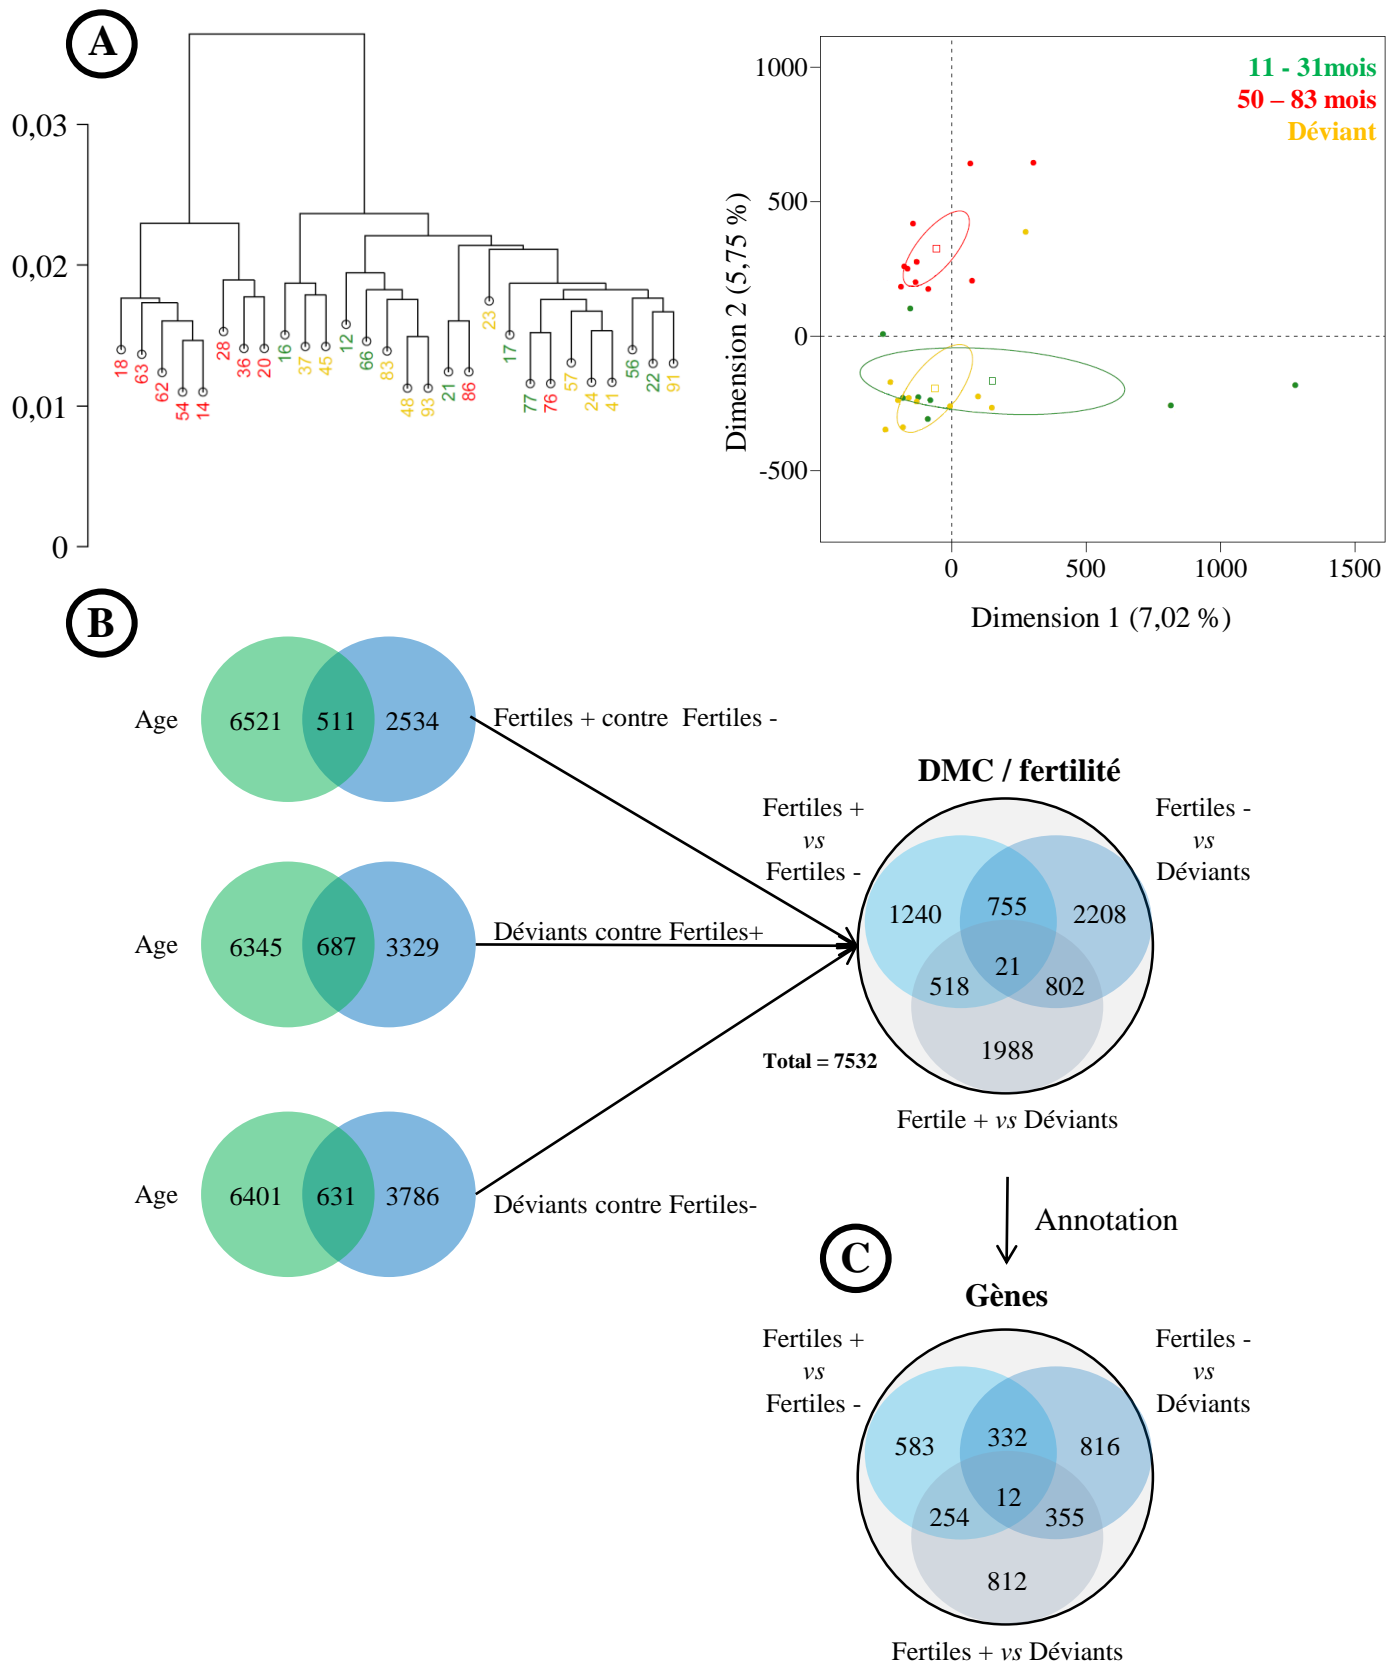 A
0,03
0,02
0,01
0
18
63
62
54
14
28
36
20
16
37
45
12
66
83
48
93
21
86
23
17
77
76
57
24
41
56
22
91
11 - 31mois
50 – 83 mois
Déviant
Dimension 2 (5,75 %)
1000
500
0
-500
0
500
1000
1500
Dimension 1 (7,02 %)
B
Age
6521
511
2534
Fertiles + contre Fertiles -
Age
6345
687
3329
Déviants contre Fertiles+
Age
6401
631
3786
Déviants contre Fertiles-
DMC / fertilité
Fertiles +
vs
Fertiles -
Fertiles -
vs
Déviants
1240
755
2208
21
518
802
1988
Total = 7532
Fertile + vs Déviants
Annotation
C
Gènes
Fertiles +
vs
Fertiles -
Fertiles -
vs
Déviants
583
332
816
12
254
355
812
Fertiles + vs Déviants